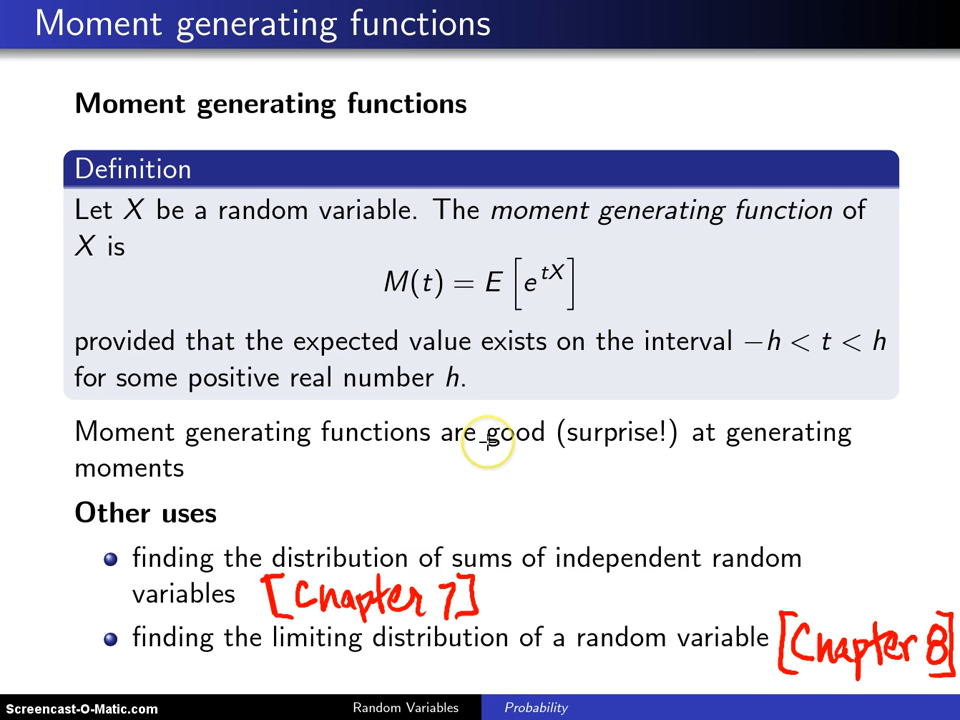 Moment generating functions
Moment generating functions
Definition
Let X be a random variable. The moment generating function of
X is
M(t) = E [e^{tX}]
provided that the expected value exists on the interval −h < t < h
for some positive real number h.
Moment generating functions are good (surprise!) at generating
moments
Other uses
finding the distribution of sums of independent random
variables [Chapter 7]
finding the limiting distribution of a random variable [Chapter 8]
Screencast-O-Matic.com Random Variables Probability